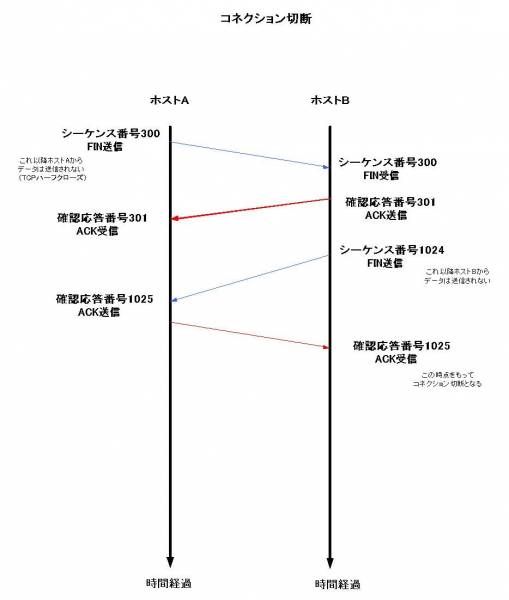 コネクション切断
ホストA
ホストB
シーケンス番号300
FIN送信
これ以降ホストAから
データは送信されない
（TCPハーフクローズ）
シーケンス番号300
FIN受信
確認応答番号301
ACK送信
確認応答番号301
ACK受信
シーケンス番号1024
FIN送信
これ以降ホストBから
データは送信されない
確認応答番号1025
ACK送信
確認応答番号1025
ACK受信
この時点をもって
コネクション切断となる
時間経過
時間経過